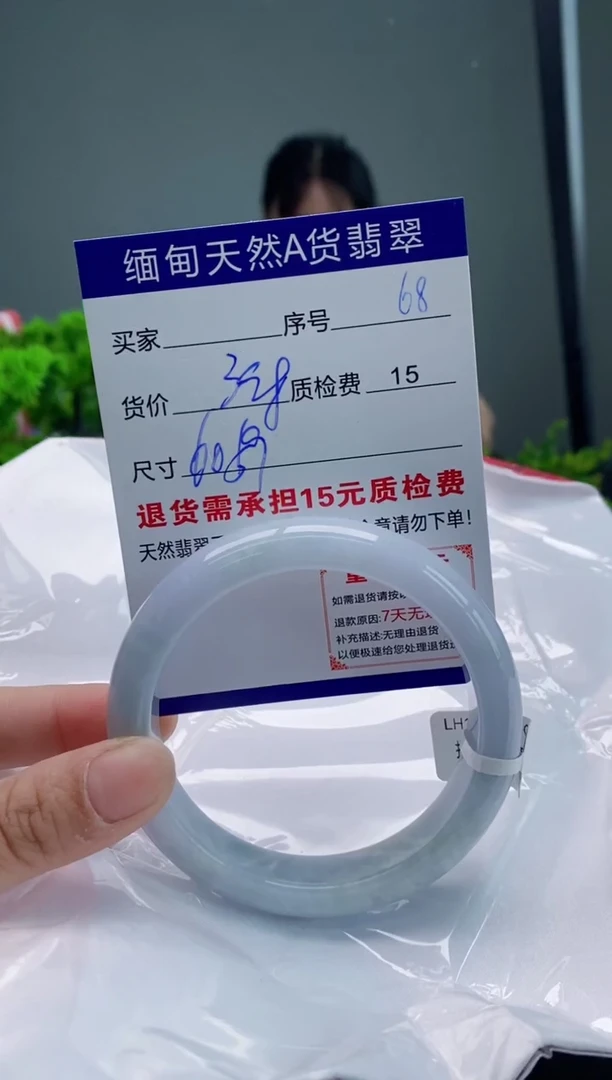 缅甸天然A货翡翠
买家 序号 68
货价 质检费 15
尺寸 60
退货需承担15元质检费
天然翡翠 意请勿下单!
如需退货请按
退款原因:7天无
补充描述:无理由退货
以便极速给您处理退货
LH